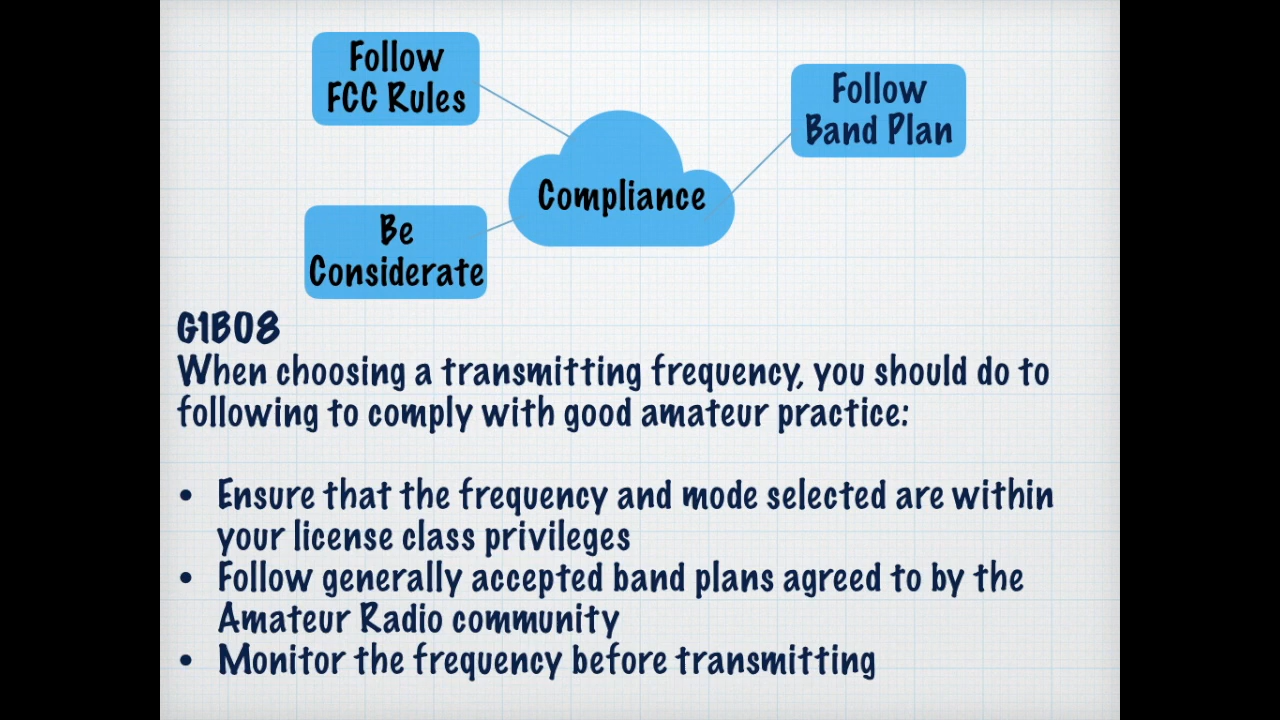 Follow
FCC Rules
Follow
Band Plan
Compliance
Be
Considerate
G1B08
When choosing a transmitting frequency, you should do to
following to comply with good amateur practice:
• Ensure that the frequency and mode selected are within
your license class privileges
• Follow generally accepted band plans agreed to by the
Amateur Radio community
• Monitor the frequency before transmitting